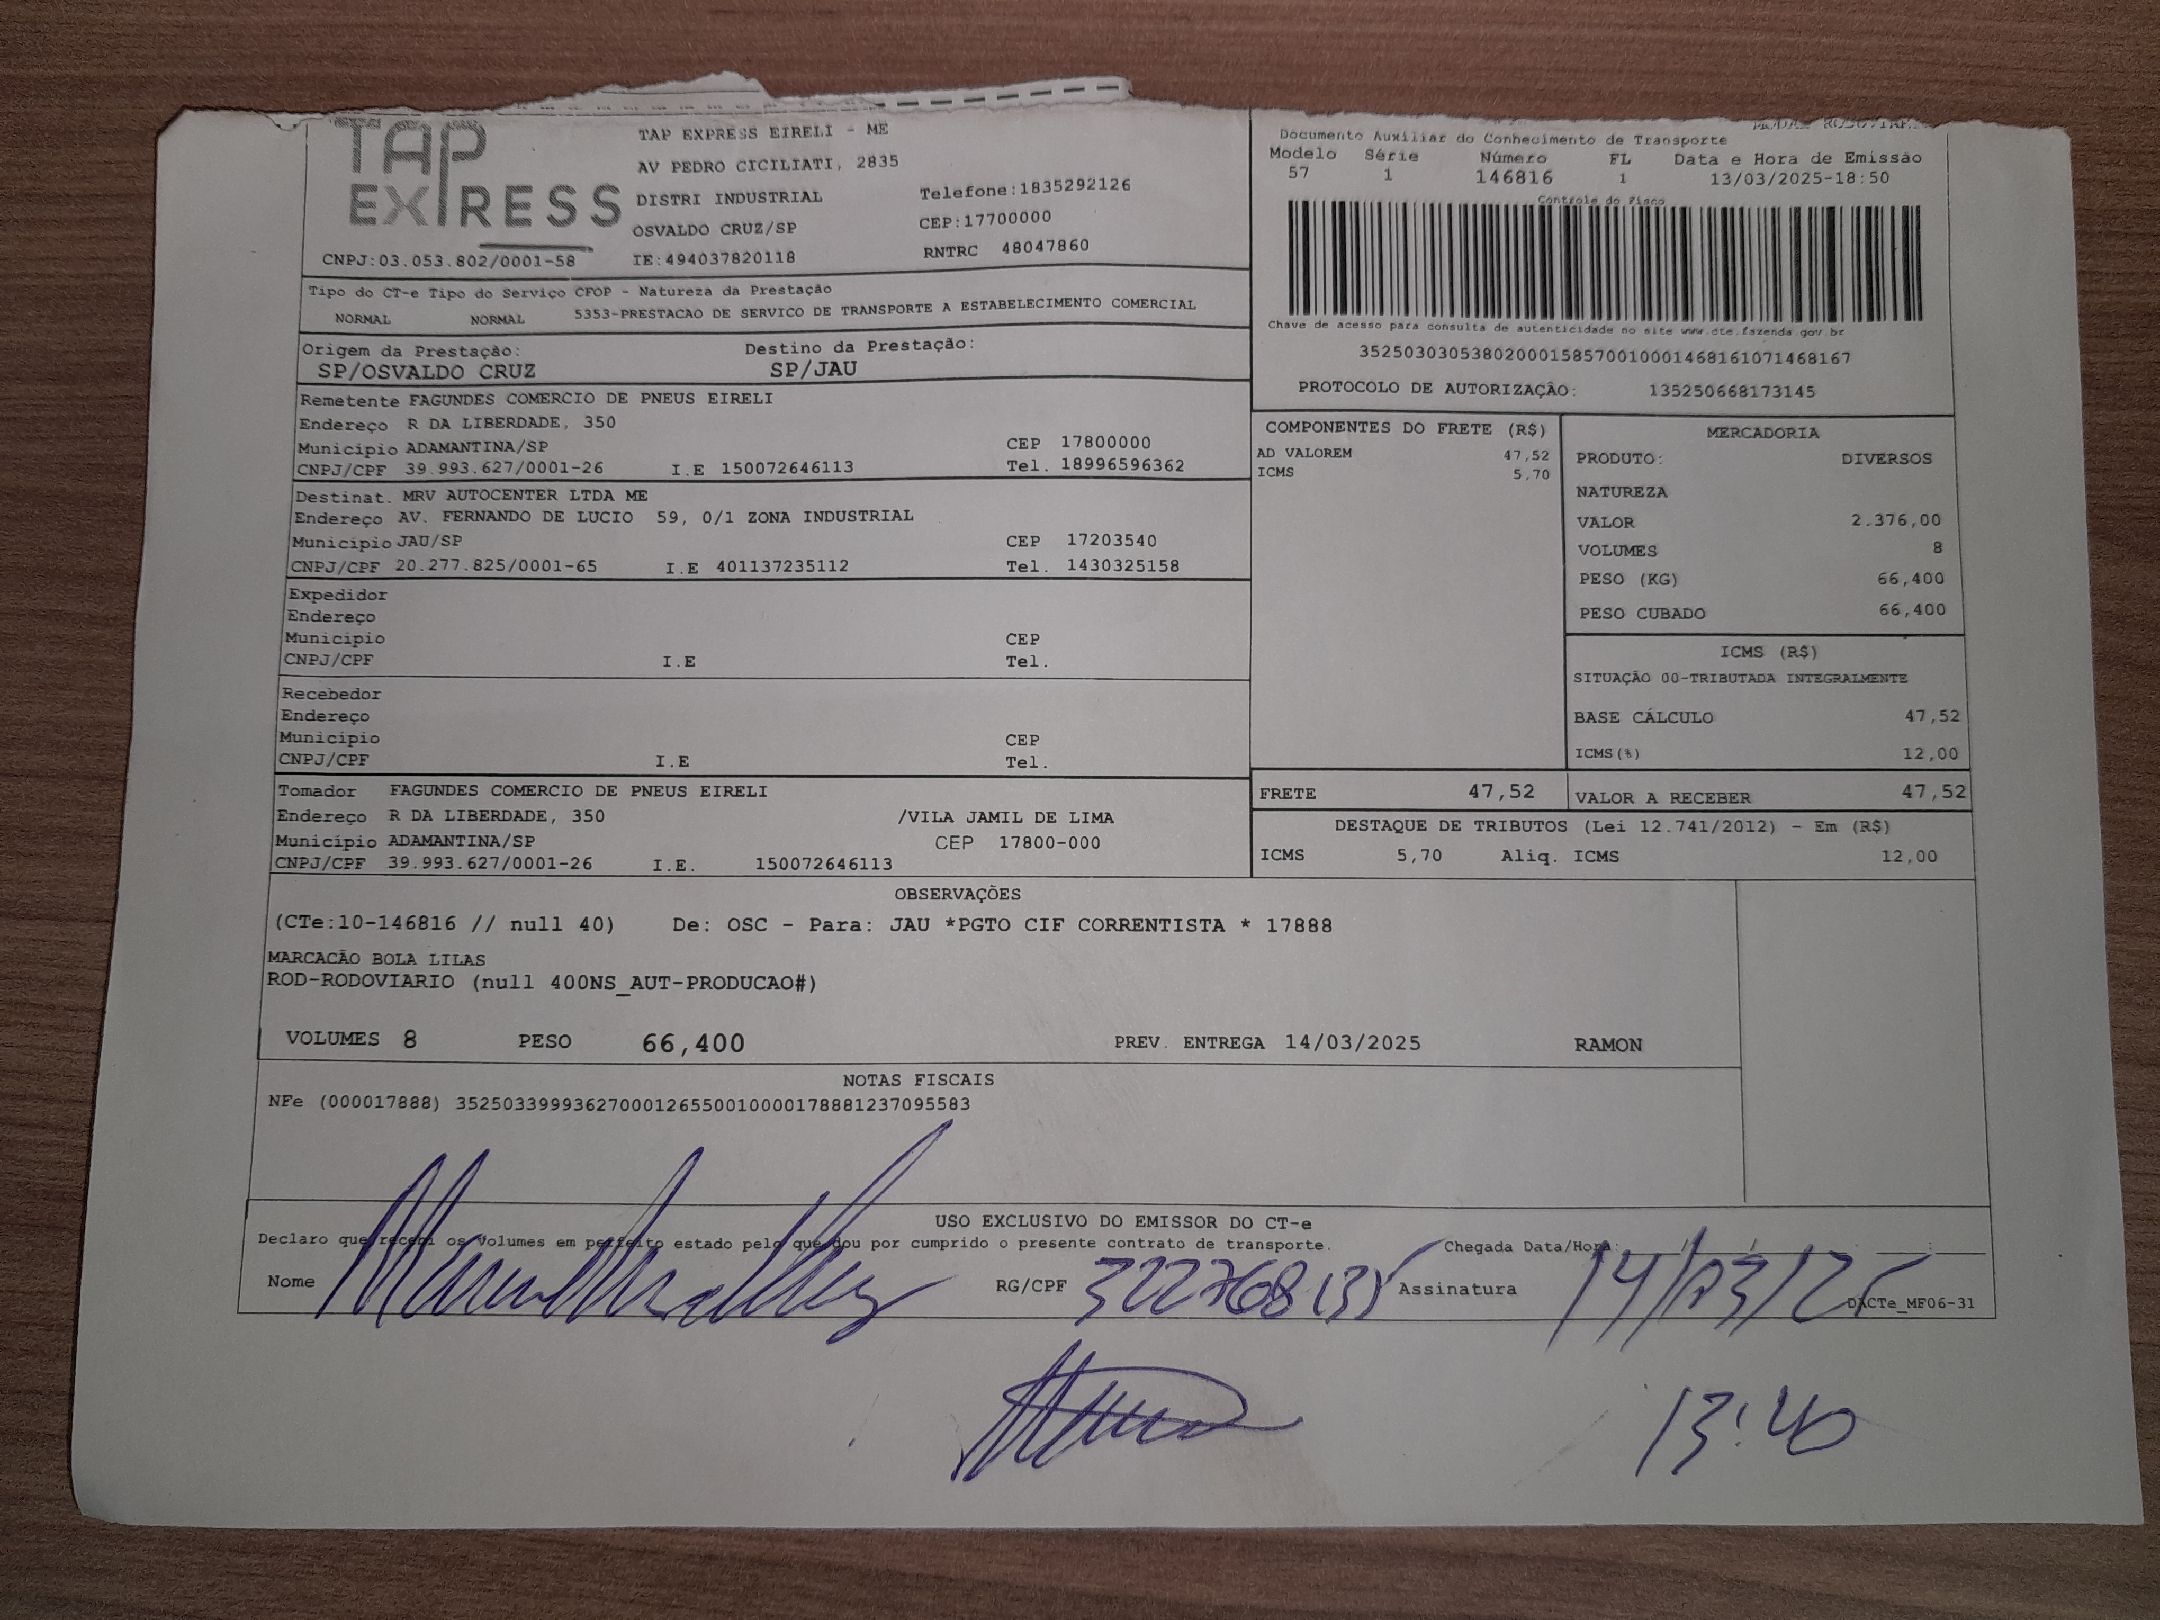 TAP
EXPRESS
CNPJ:03.053.802/0001-58
TAP EXPRESS EIRELI - ME
AV PEDRO CICILIATI, 2835
DISTRI INDUSTRIAL
Telefone:1835292126
OSVALDO CRUZ/SP
CEP:17700000
IE:494037820118
RNTRC 48047860
Documento Auxiliar do Conhecimento de Transporte
Modelo Série Número FL Data e Hora de Emissão
57 1 146816 1 13/03/2025-18:50
Controle do Fisco
Chave de acesso para consulta de autenticidade no site www.cte.fazenda.gov.br
35250303053802000158570010001468161071468167
PROTOCOLO DE AUTORIZAÇÃO: 135250668173145
Tipo do CT-e Tipo do Serviço CFOP - Natureza da Prestação
NORMAL NORMAL 5353-PRESTACAO DE SERVICO DE TRANSPORTE A ESTABELECIMENTO COMERCIAL
Origem da Prestação: Destino da Prestação:
SP/OSVALDO CRUZ SP/JAU
Remetente FAGUNDES COMERCIO DE PNEUS EIRELI
Endereço R DA LIBERDADE, 350
Município ADAMANTINA/SP CEP 17800000
CNPJ/CPF 39.993.627/0001-26 I.E 150072646113 Tel. 18996596362
Destinat. MRV AUTOCENTER LTDA ME
Endereço AV. FERNANDO DE LUCIO 59, 0/1 ZONA INDUSTRIAL
Município JAU/SP CEP 17203540
CNPJ/CPF 20.277.825/0001-65 I.E 401137235112 Tel. 1430325158
Expedidor
Endereço
Município CEP
CNPJ/CPF I.E Tel.
Recebedor
Endereço
Município CEP
CNPJ/CPF I.E Tel.
Tomador FAGUNDES COMERCIO DE PNEUS EIRELI
Endereço R DA LIBERDADE, 350 /VILA JAMIL DE LIMA
Município ADAMANTINA/SP CEP 17800-000
CNPJ/CPF 39.993.627/0001-26 I.E. 150072646113
COMPONENTES DO FRETE (R$)
AD VALOREM 47,52
ICMS 5,70
MERCADORIA
PRODUTO: DIVERSOS
NATUREZA
VALOR 2.376,00
VOLUMES 8
PESO (KG) 66,400
PESO CUBADO 66,400
ICMS (R$)
SITUAÇÃO 00-TRIBUTADA INTEGRALMENTE
BASE CÁLCULO 47,52
ICMS(%) 12,00
FRETE 47,52 VALOR A RECEBER 47,52
DESTAQUE DE TRIBUTOS (Lei 12.741/2012) - Em (R$)
ICMS 5,70 Aliq. ICMS 12,00
OBSERVAÇÕES
(CTe:10-146816 // null 40) De: OSC - Para: JAU *PGTO CIF CORRENTISTA * 17888
MARCACÃO BOLA LILAS
ROD-RODOVIARIO (null 400NS_AUT-PRODUCAO#)
VOLUMES 8 PESO 66,400 PREV. ENTREGA 14/03/2025 RAMON
NOTAS FISCAIS
NFe (000017888) 35250339993627000126550010000178881237095583
USO EXCLUSIVO DO EMISSOR DO CT-e
Declaro que recebi os volumes em perfeito estado pelo que dou por cumprido o presente contrato de transporte.
Chegada Data/Hora:
Nome RG/CPF Assinatura 14/03/25
DACTe_MF06-31
13:40